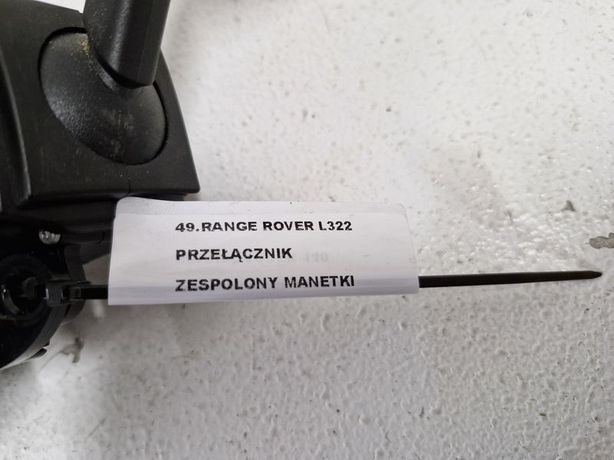 49.RANGE ROVER L322
PRZEŁĄCZNIK
ZESPOLONY MANETKI